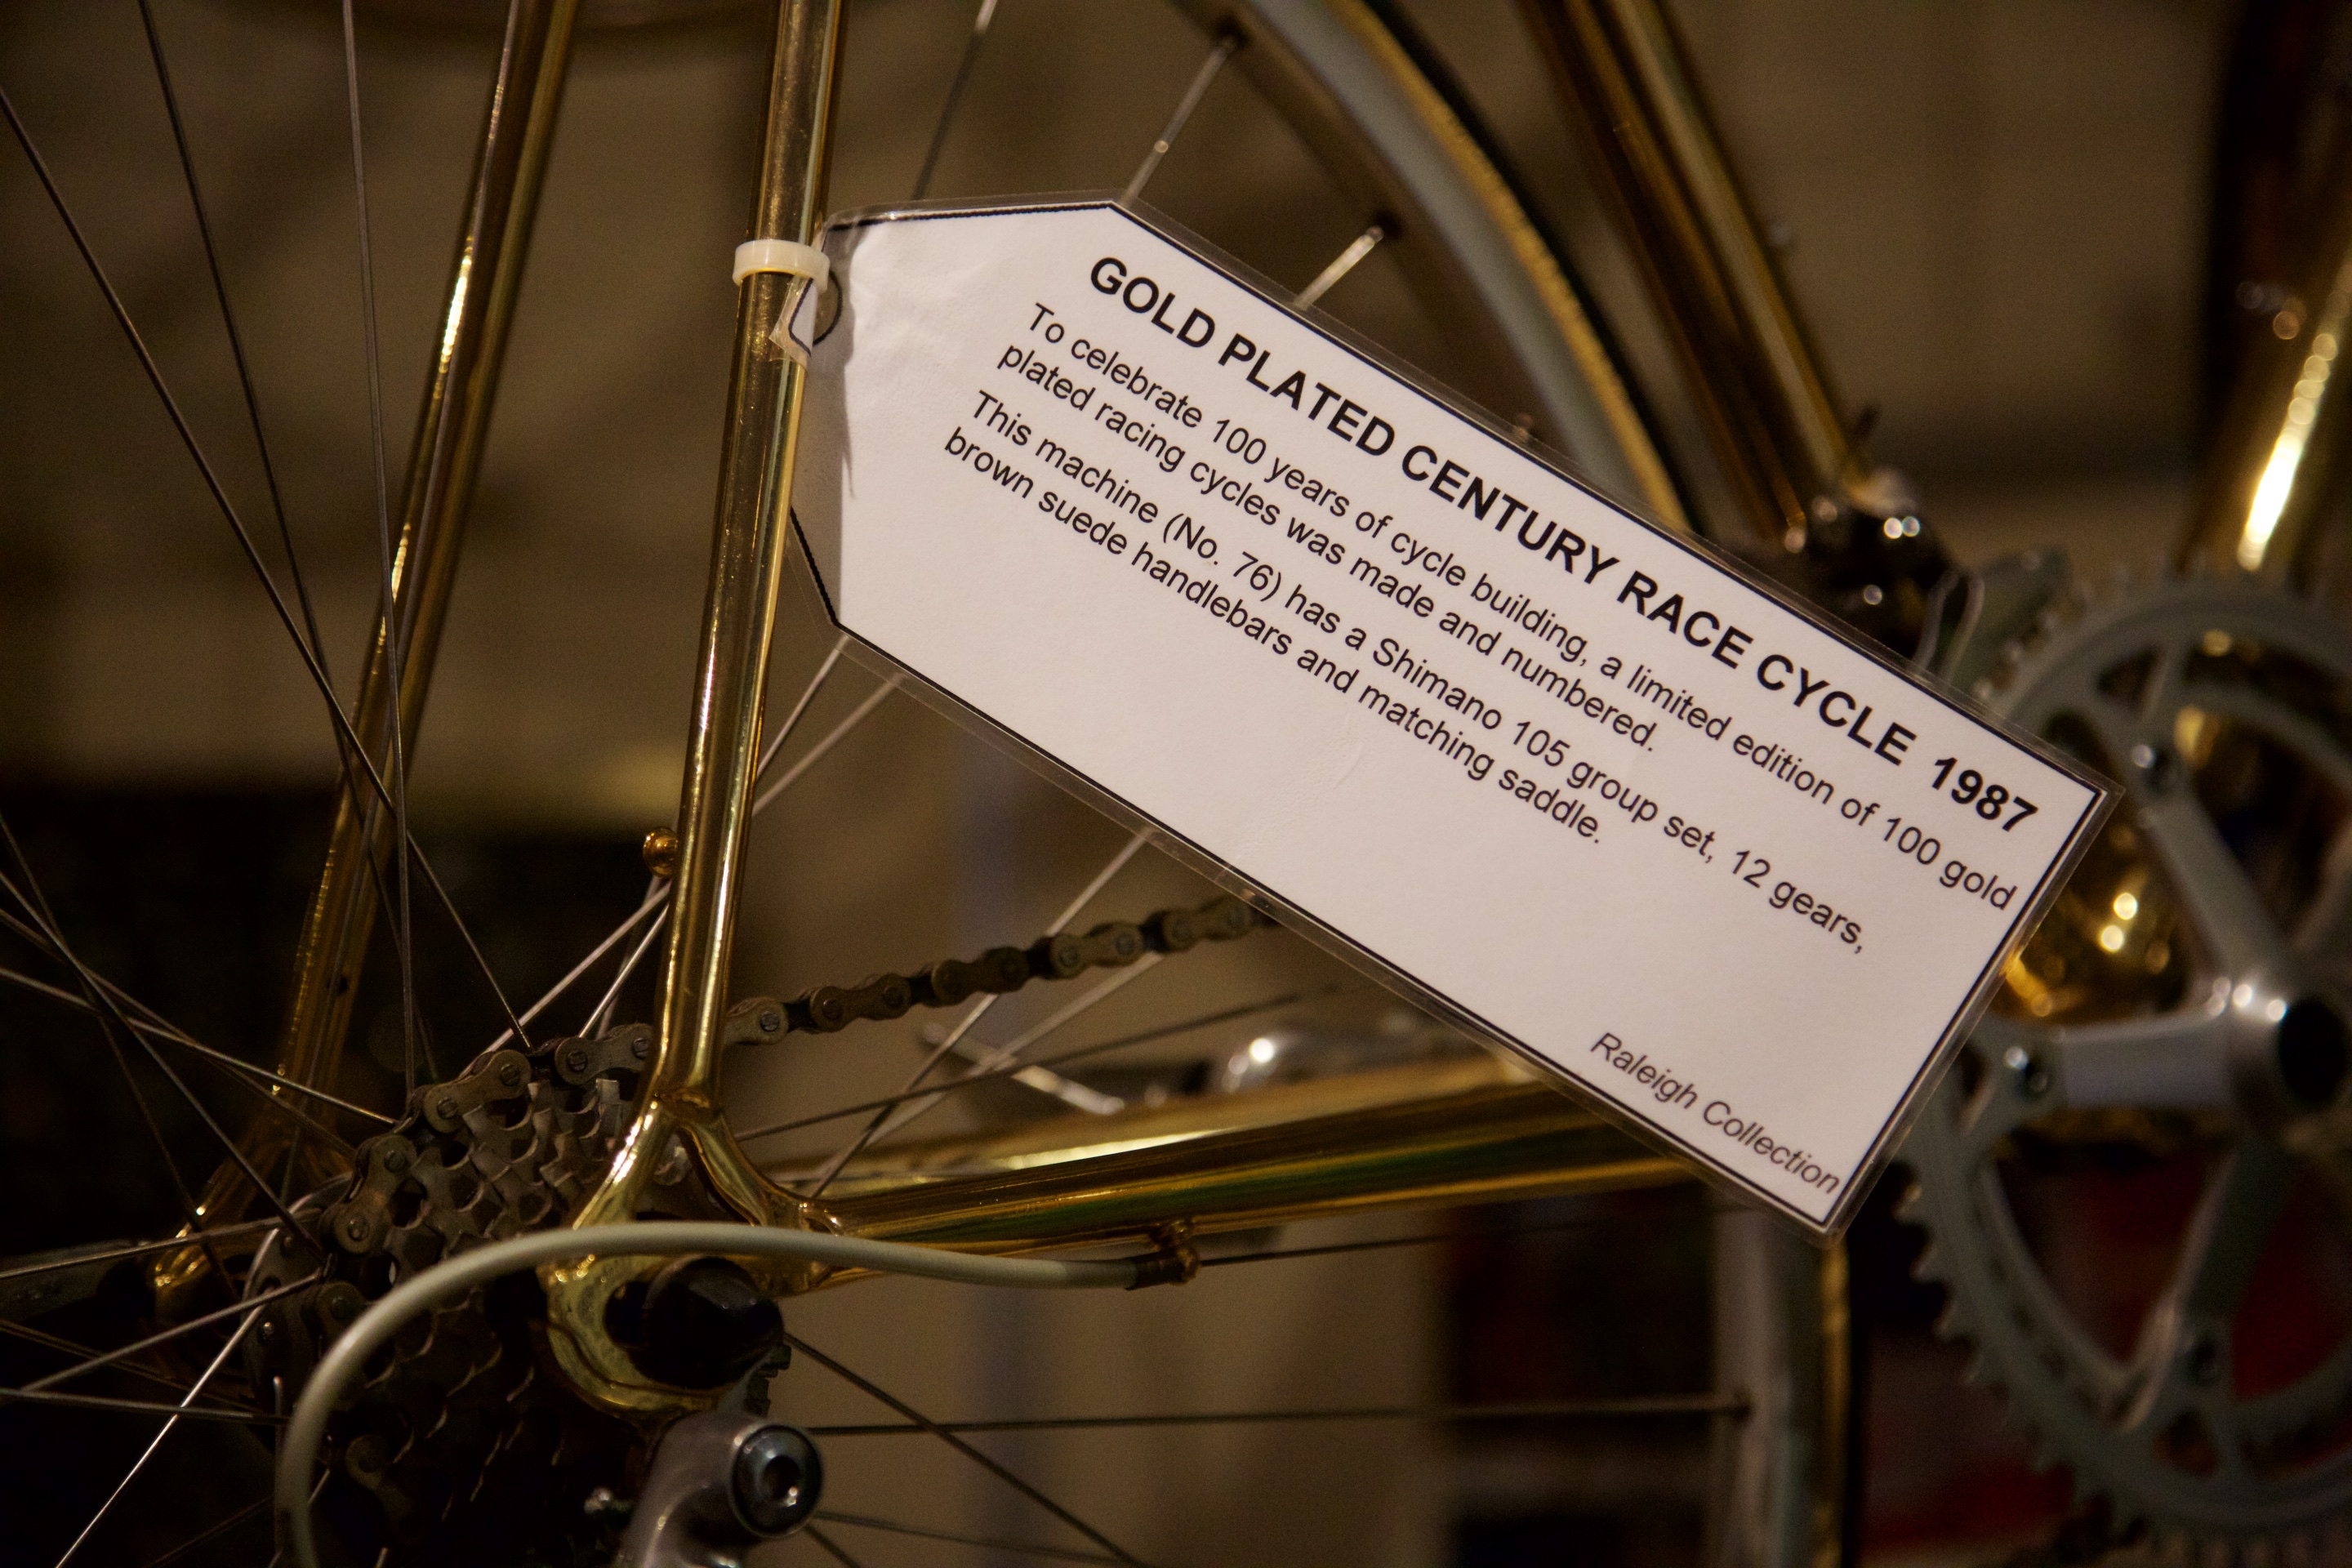 GOLD PLATED CENTURY RACE CYCLE 1987
To celebrate 100 years of cycle building, a limited edition of 100 gold
plated racing cycles was made and numbered.
This machine (No. 76) has a Shimano 105 group set, 12 gears,
brown suede handlebars and matching saddle.
Raleigh Collection